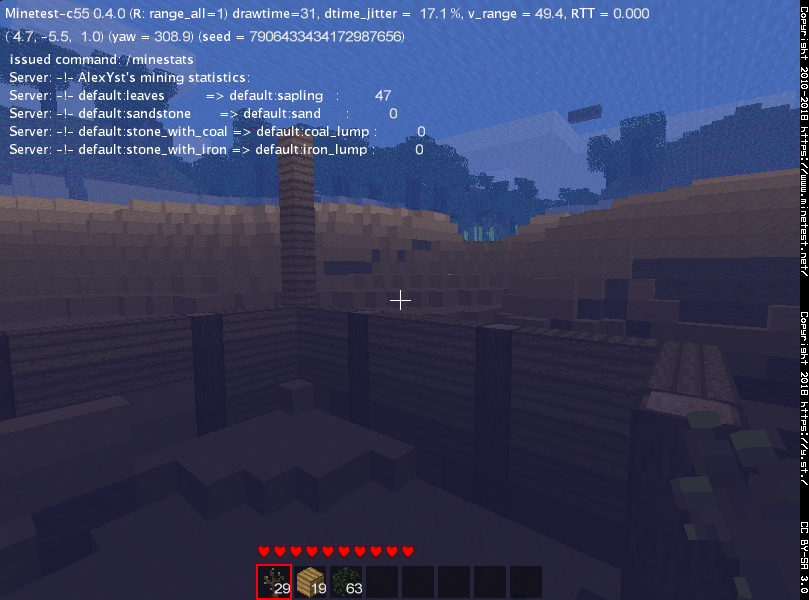 Minetest-c55 0.4.0 (R: range_all=1) drawtime=31, dtime_jitter = 17.1 %, v_range = 49.4, RTT = 0.000
( 4.7, -5.5, 1.0) (yaw = 308.9) (seed = 7906433434172987656)
issued command: /minestats
Server: -!- AlexYst's mining statistics:
Server: -!- default:leaves => default:sapling : 47
Server: -!- default:sandstone => default:sand : 0
Server: -!- default:stone_with_coal => default:coal_lump : 0
Server: -!- default:stone_with_iron => default:iron_lump : 0
29 19 63
Copyright 2010-2018 https://www.minetest.net/
Copyright 2018 https://y.st./
CC BY-SA 3.0